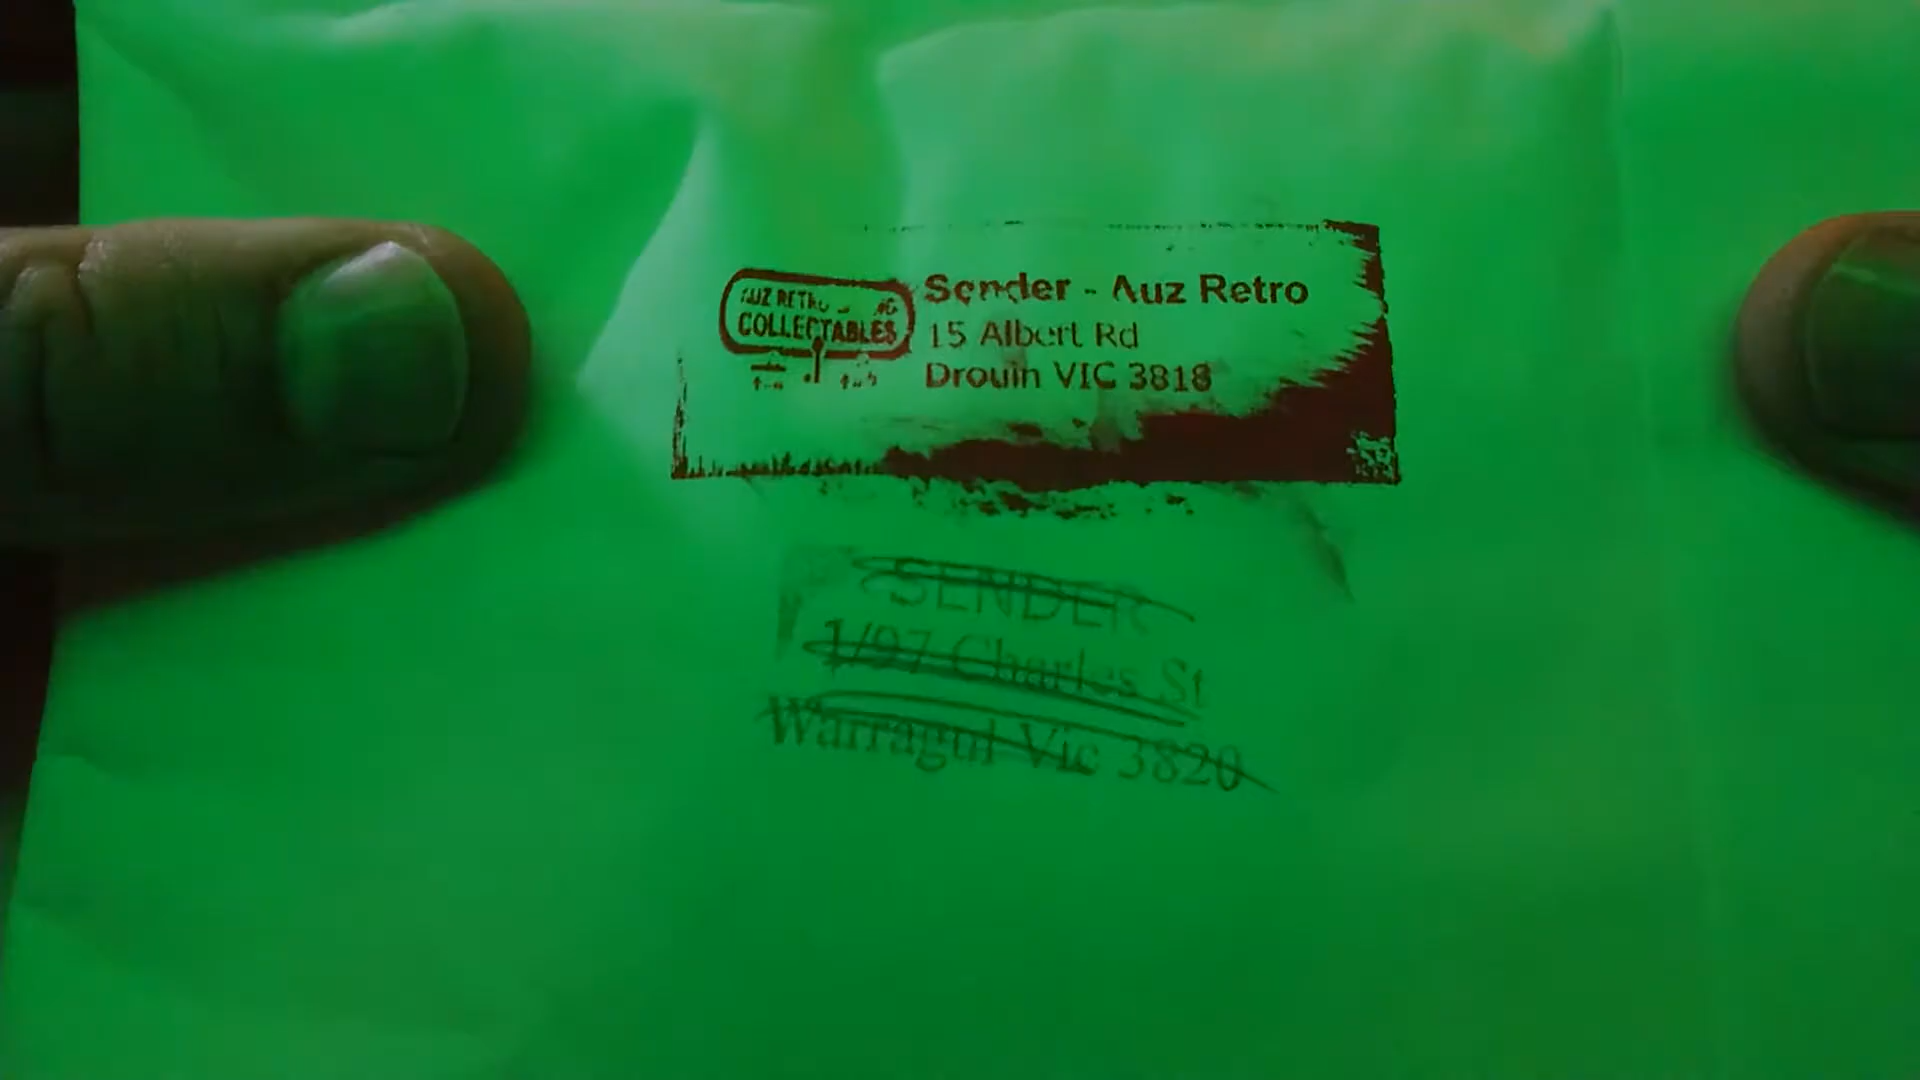 AUZ RETRO
COLLECTABLES
Sender - Auz Retro
15 Albert Rd
Drouin VIC 3818
SENDER
1/97 Charles St
Warragul Vic 3820